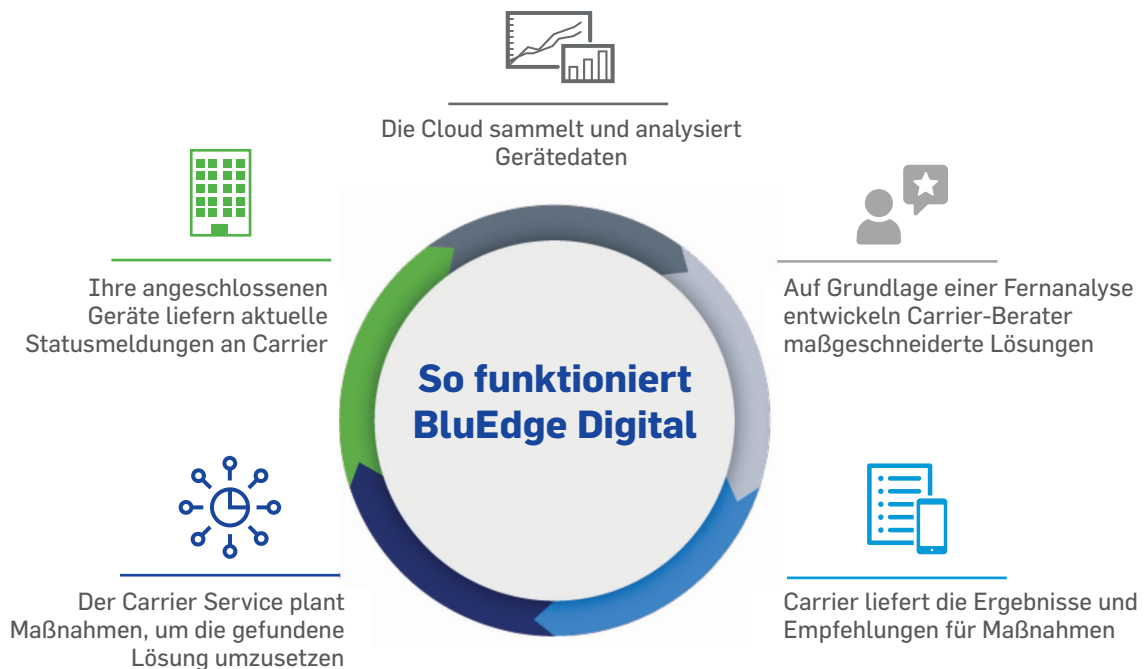 Die Cloud sammelt und analysiert
Gerätedaten
Ihre angeschlossenen
Geräte liefern aktuelle
Statusmeldungen an Carrier
Auf Grundlage einer Fernanalyse
entwickeln Carrier-Berater
maßgeschneiderte Lösungen
So funktioniert
BluEdge Digital
Der Carrier Service plant
Maßnahmen, um die gefundene
Lösung umzusetzen
Carrier liefert die Ergebnisse und
Empfehlungen für Maßnahmen